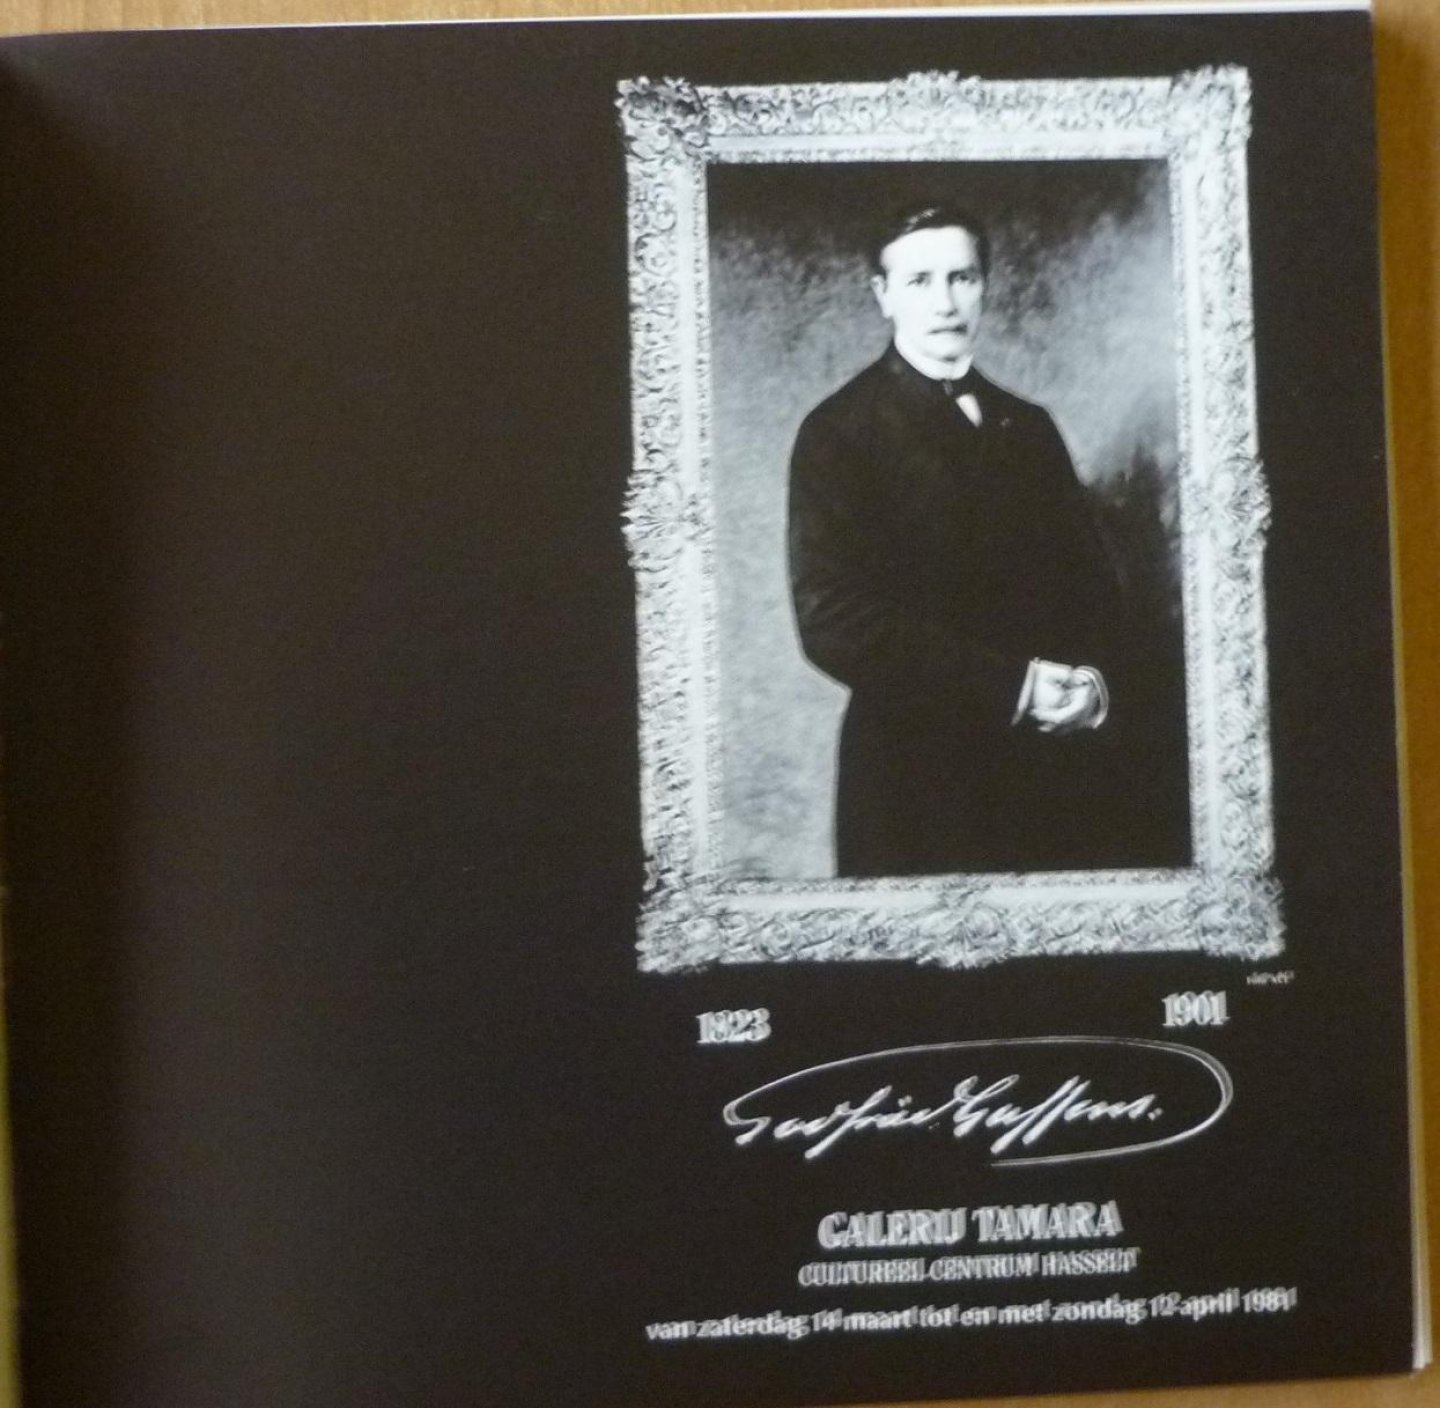 1823
1901
Godfried Guffens.
GALERIJ TAMARA
CULTUREEL CENTRUM HASSELT
van zaterdag 14 maart tot en met zondag 12 april 1981